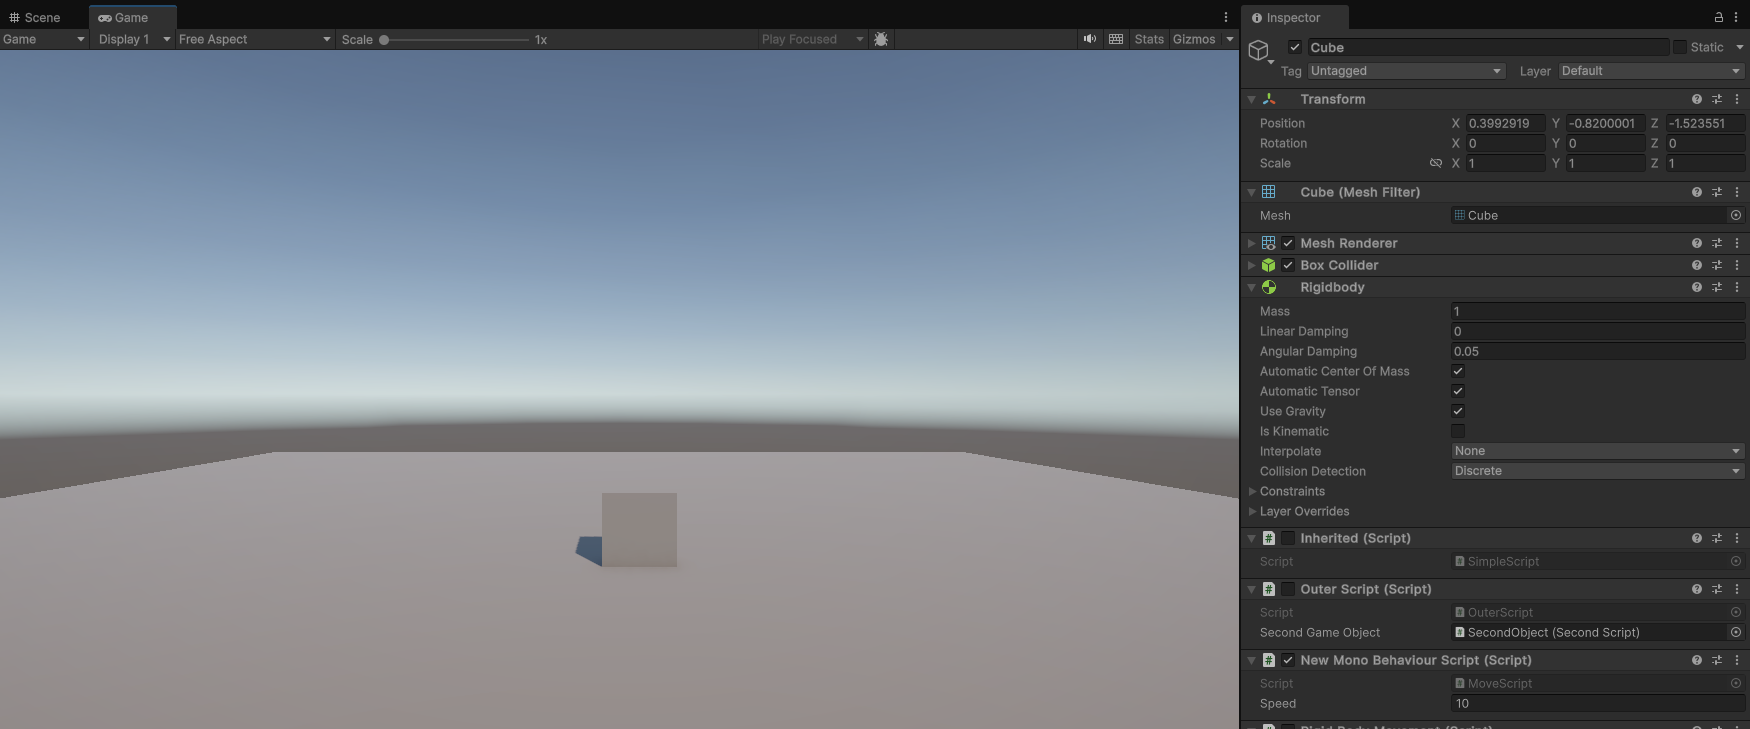 Scene Game
Game Display 1 Free Aspect Scale 1x Play Focused Stats Gizmos
Inspector
Cube Static
Tag Untagged Layer Default
Transform
Position X 0.3992919 Y -0.8200001 Z -1.523551
Rotation X 0 Y 0 Z 0
Scale X 1 Y 1 Z 1
Cube (Mesh Filter)
Mesh Cube
Mesh Renderer
Box Collider
Rigidbody
Mass 1
Linear Damping 0
Angular Damping 0.05
Automatic Center Of Mass
Automatic Tensor
Use Gravity
Is Kinematic
Interpolate None
Collision Detection Discrete
Constraints
Layer Overrides
# Inherited (Script)
Script SimpleScript
# Outer Script (Script)
Script OuterScript
Second Game Object SecondObject (Second Script)
# New Mono Behaviour Script (Script)
Script MoveScript
Speed 10
Rigid Body Movement (Script)